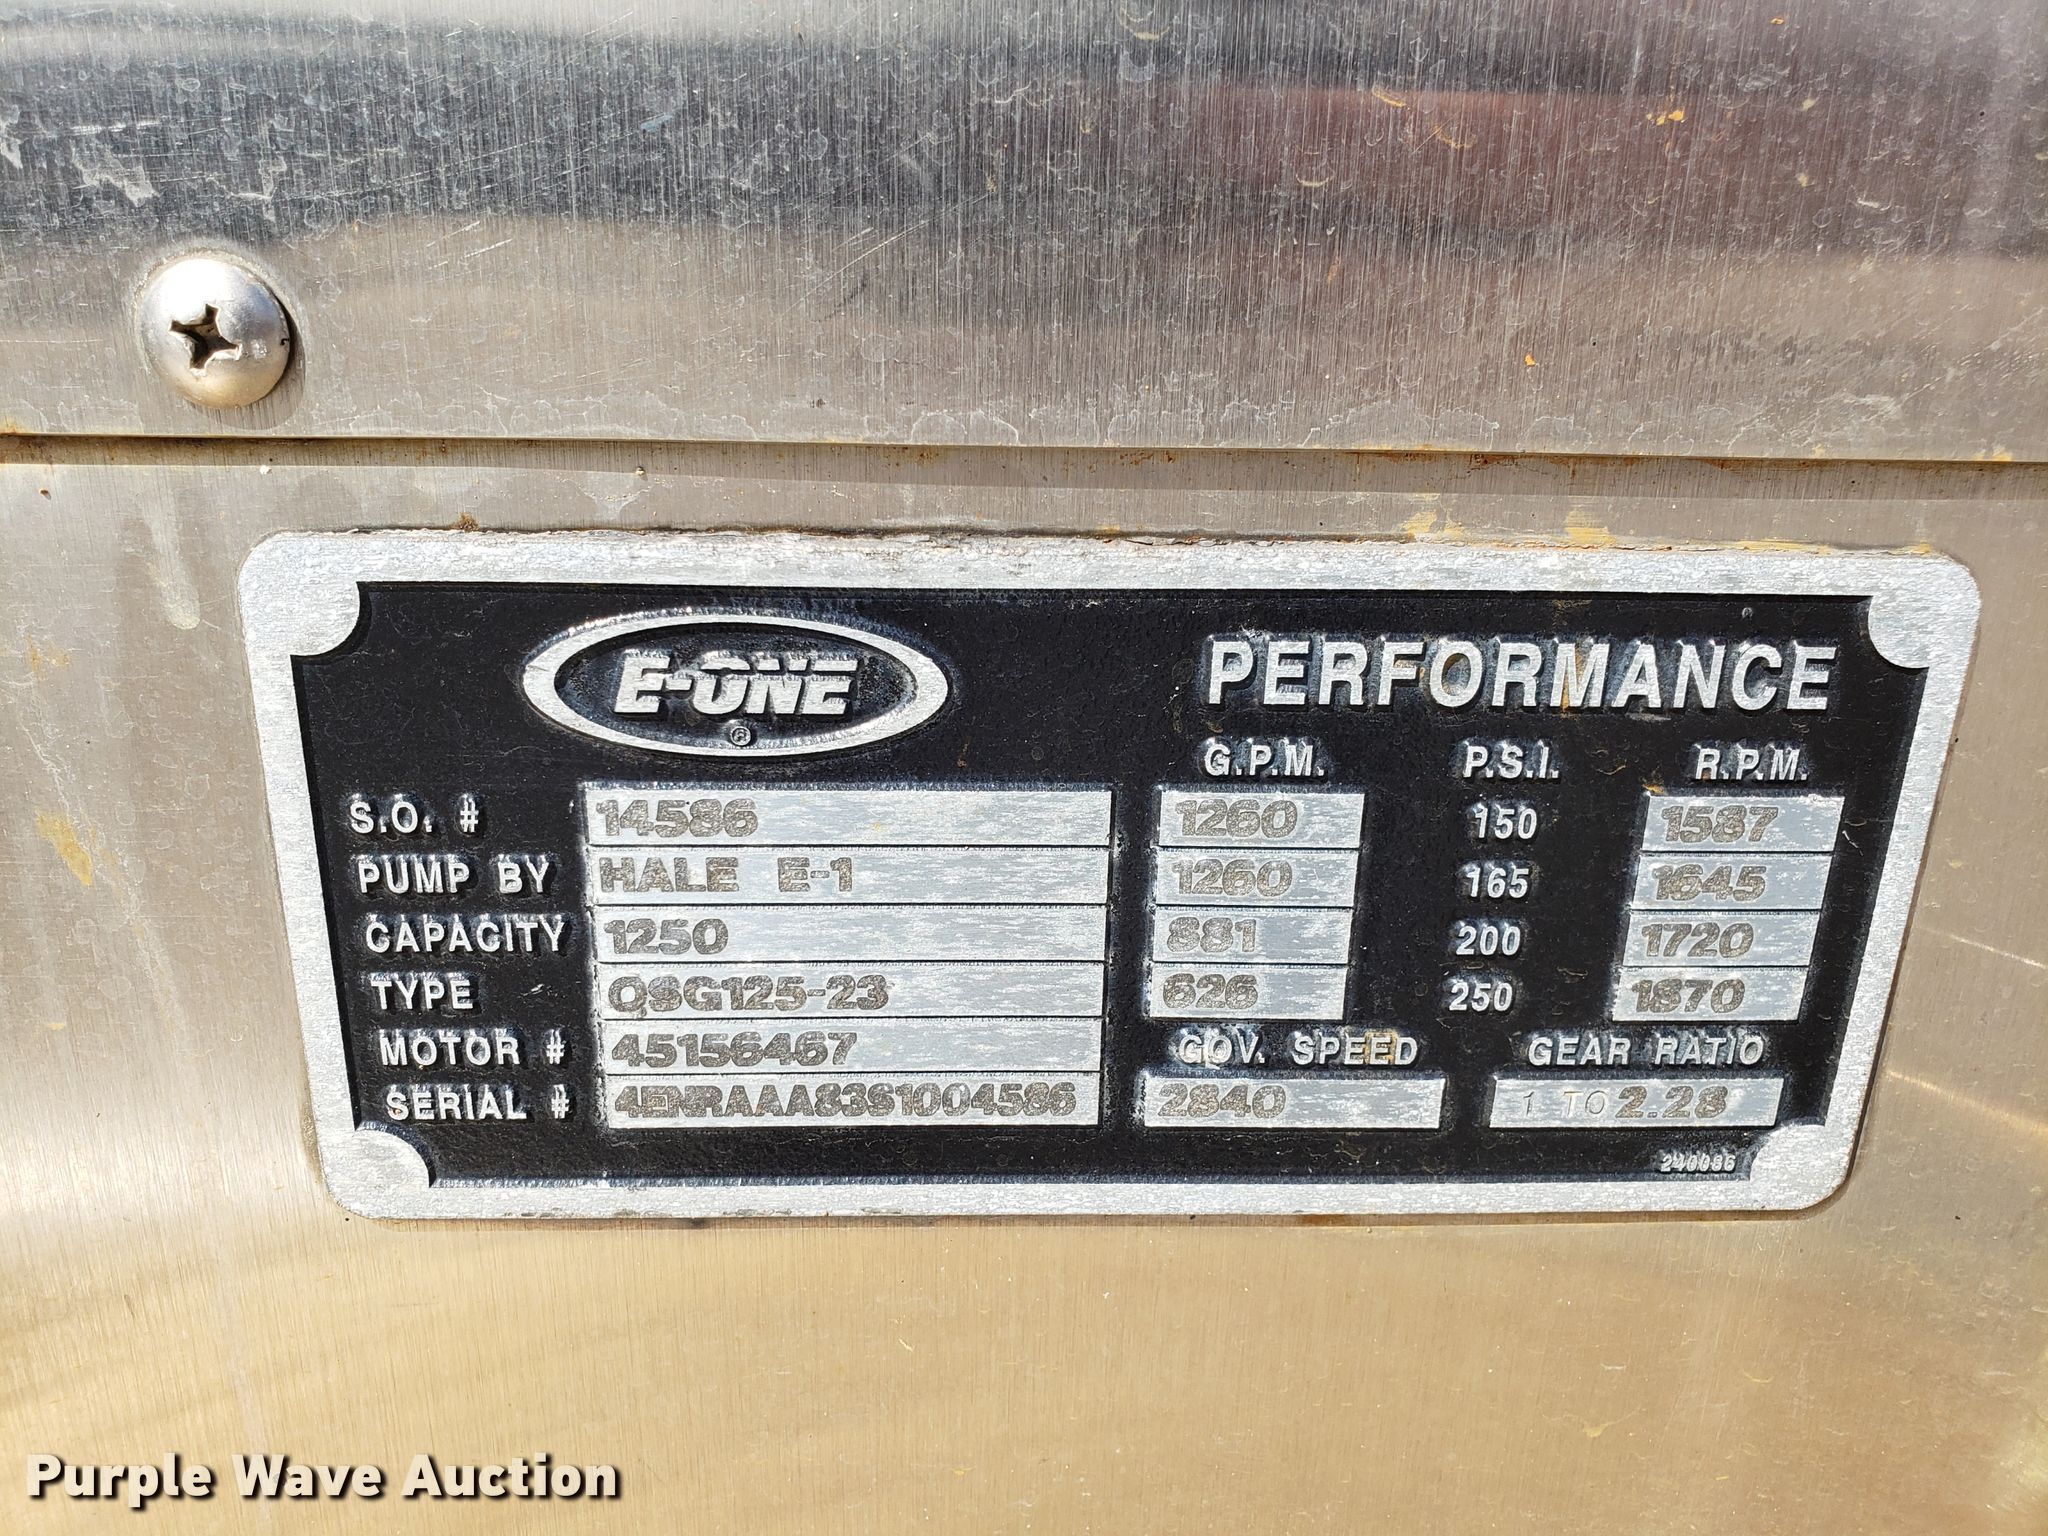 E-ONE
®
PERFORMANCE
G.P.M. P.S.I. R.P.M.
S.O. # 14586 1260 150 1587
PUMP BY HALE E-1 1260 165 1645
CAPACITY 1250 881 200 1720
TYPE QSG125-23 626 250 1870
MOTOR # 45156467 GOV. SPEED GEAR RATIO
SERIAL # 4ENRAAA83S1004586 2840 1 TO 2.28
240086
Purple Wave Auction